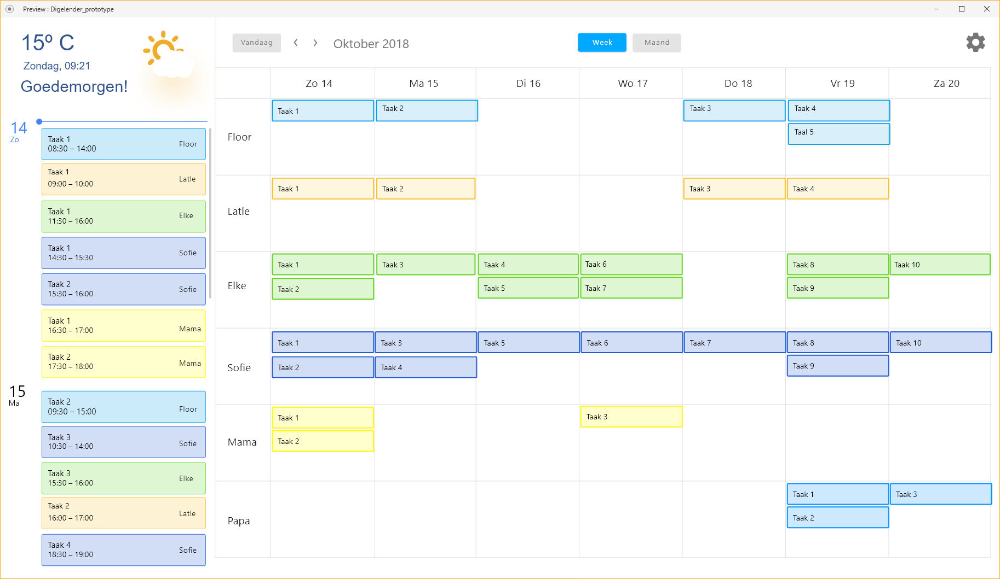 Preview : Digelender_prototype
15º C
Zondag, 09:21
Goedemorgen!
14
Zo
Taak 1
08:30 – 14:00
Floor
Taak 1
09:00 – 10:00
Latle
Taak 1
11:30 – 16:00
Elke
Taak 1
14:30 – 15:30
Sofie
Taak 2
15:30 – 16:00
Sofie
Taak 1
16:30 – 17:00
Mama
Taak 2
17:30 – 18:00
Mama
15
Ma
Taak 2
09:30 – 15:00
Floor
Taak 3
10:30 – 14:00
Sofie
Taak 3
15:30 – 16:00
Elke
Taak 2
16:00 – 17:00
Latle
Taak 4
18:30 – 19:00
Sofie
Vandaag
Oktober 2018
Week
Maand
Zo 14 Ma 15 Di 16 Wo 17 Do 18 Vr 19 Za 20
Floor
Taak 1 Taak 2 Taak 3 Taak 4
Taal 5
Latle
Taak 1 Taak 2 Taak 3 Taak 4
Elke
Taak 1 Taak 3 Taak 4 Taak 6 Taak 8 Taak 10
Taak 2 Taak 5 Taak 7 Taak 9
Sofie
Taak 1 Taak 3 Taak 5 Taak 6 Taak 7 Taak 8 Taak 10
Taak 2 Taak 4 Taak 9
Mama
Taak 1 Taak 3
Taak 2
Papa
Taak 1 Taak 3
Taak 2